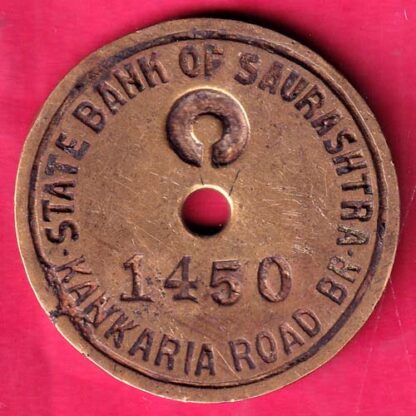 STATE BANK OF SAURASHTRA
1450
KANKARIA ROAD BR